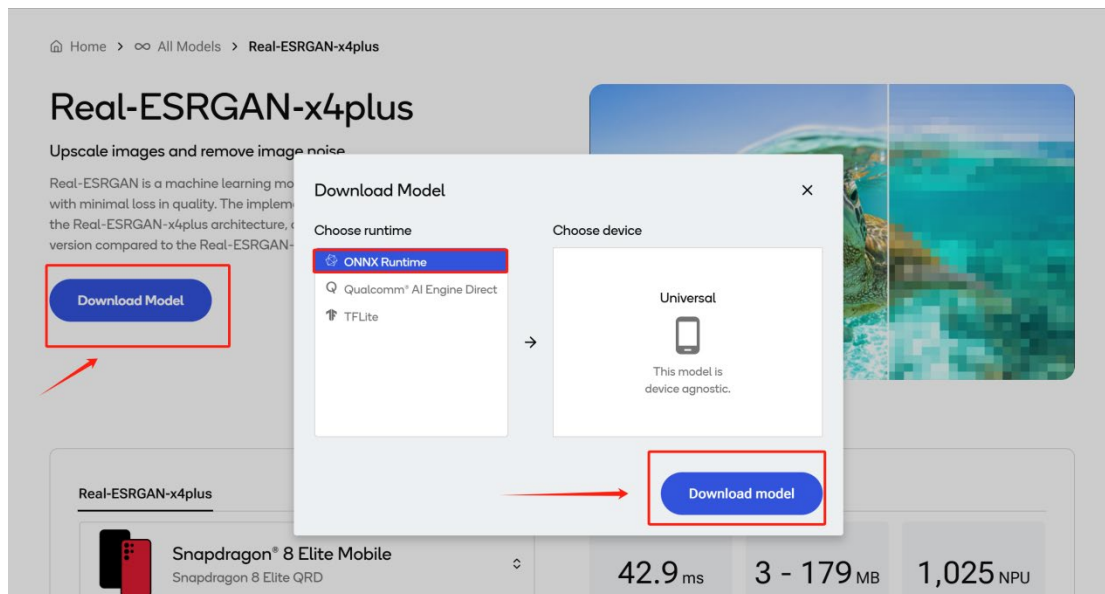 Home > All Models > Real-ESRGAN-x4plus
Real-ESRGAN-x4plus
Upscale images and remove image noise
Real-ESRGAN is a machine learning mo
with minimal loss in quality. The implem
the Real-ESRGAN-x4plus architecture,
version compared to the Real-ESRGAN-
Download Model
Download Model
×
Choose runtime
Choose device
ONNX Runtime
Qualcomm® AI Engine Direct
TFLite
→
Universal
This model is
device agnostic.
Download model
Real-ESRGAN-x4plus
Snapdragon® 8 Elite Mobile
Snapdragon 8 Elite QRD
42.9 ms
3 - 179 MB
1,025 NPU